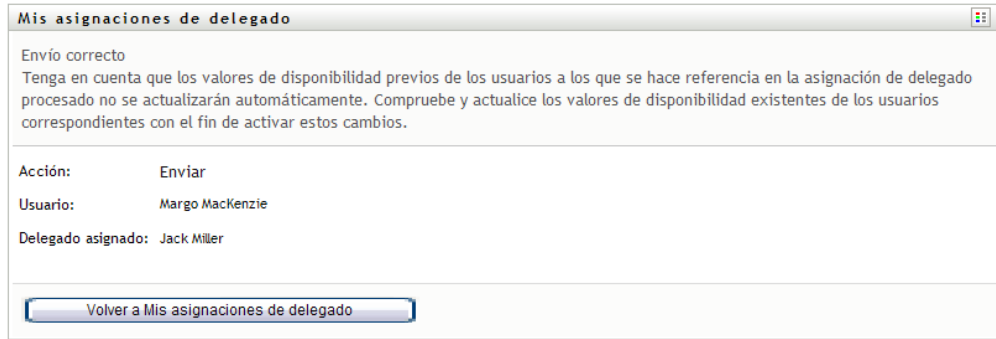 Mis asignaciones de delegado
Envío correcto
Tenga en cuenta que los valores de disponibilidad previos de los usuarios a los que se hace referencia en la asignación de delegado
procesado no se actualizarán automáticamente. Compruebe y actualice los valores de disponibilidad existentes de los usuarios
correspondientes con el fin de activar estos cambios.
Acción: Enviar
Usuario: Margo MacKenzie
Delegado asignado: Jack Miller
Volver a Mis asignaciones de delegado